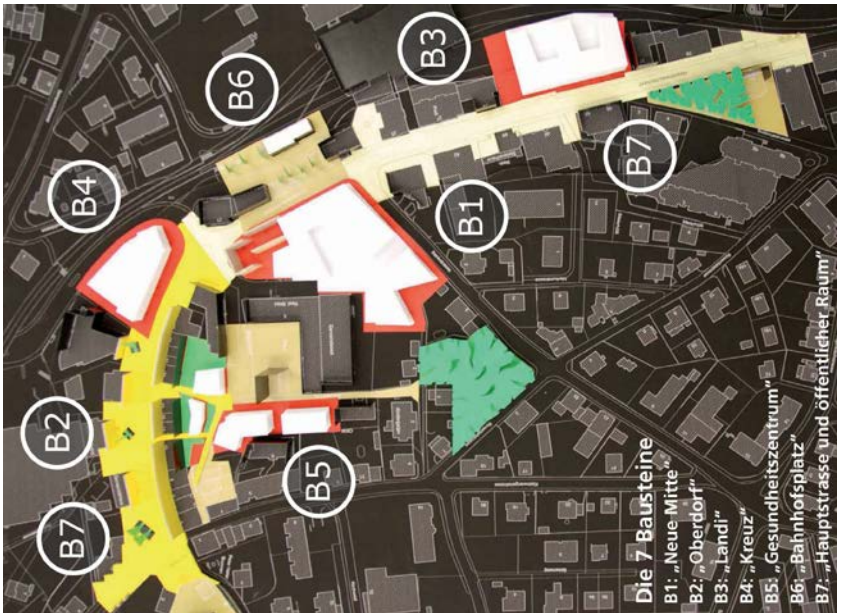 B3
B6
B4
B7
B1
B2
B5
B7
Die 7 Bausteine
B1: „Neue Mitte"
B2: „Oberdorf"
B3: „Landi"
B4: „Kreuz"
B5: „Gesundheitszentrum"
B6: „Bahnhofsplatz"
B7: „Hauptstrasse und öffentlicher Raum"